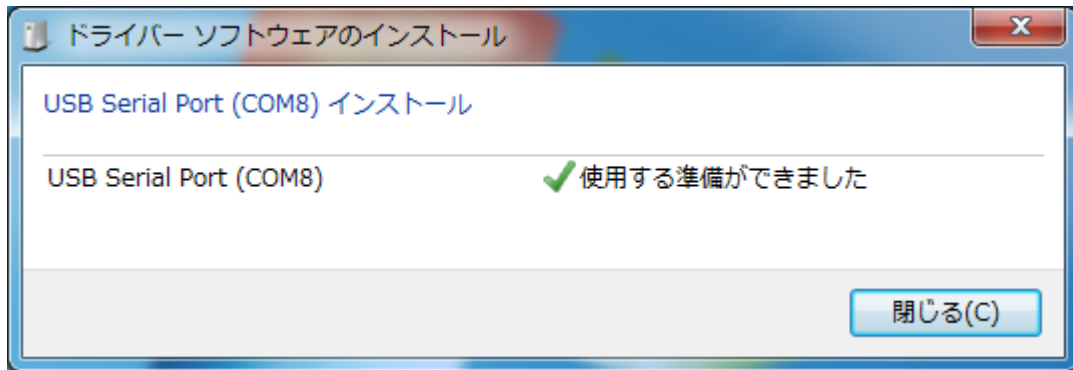 ドライバー ソフトウェアのインストール
USB Serial Port (COM8) インストール
USB Serial Port (COM8) 使用する準備ができました
閉じる(C)